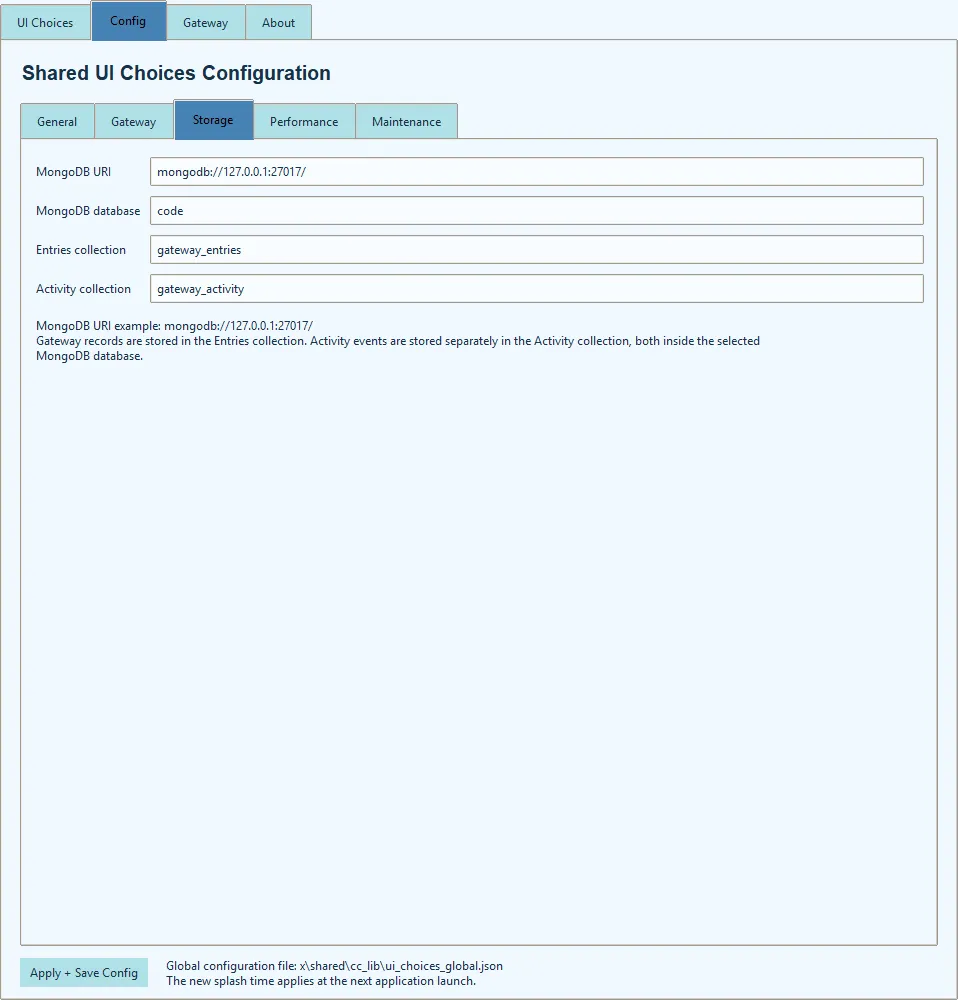 UI Choices Config Gateway About
Shared UI Choices Configuration
General Gateway Storage Performance Maintenance
MongoDB URI mongodb://127.0.0.1:27017/
MongoDB database code
Entries collection gateway_entries
Activity collection gateway_activity
MongoDB URI example: mongodb://127.0.0.1:27017/
Gateway records are stored in the Entries collection. Activity events are stored separately in the Activity collection, both inside the selected
MongoDB database.
Apply + Save Config
Global configuration file: x\shared\cc_lib\ui_choices_global.json
The new splash time applies at the next application launch.